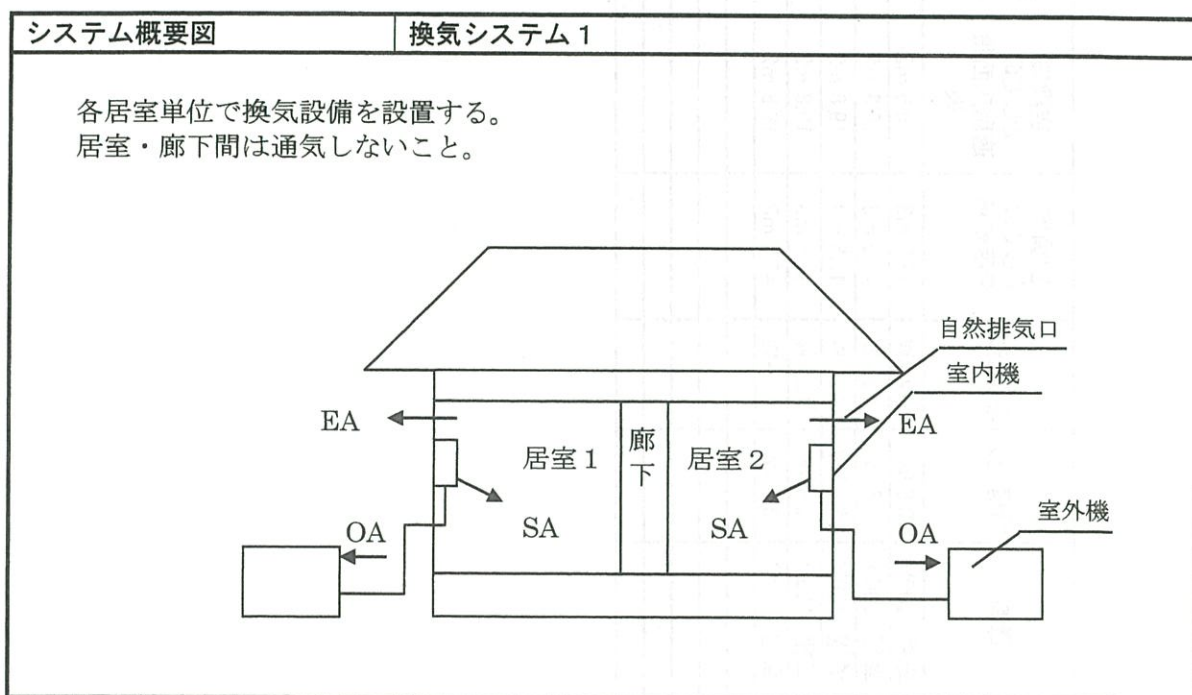 システム概要図
換気システム1
各居室単位で換気設備を設置する。
居室・廊下間は通気しないこと。
自然排気口
室内機
EA
EA
居室1
廊下
居室2
SA
SA
OA
OA
室外機